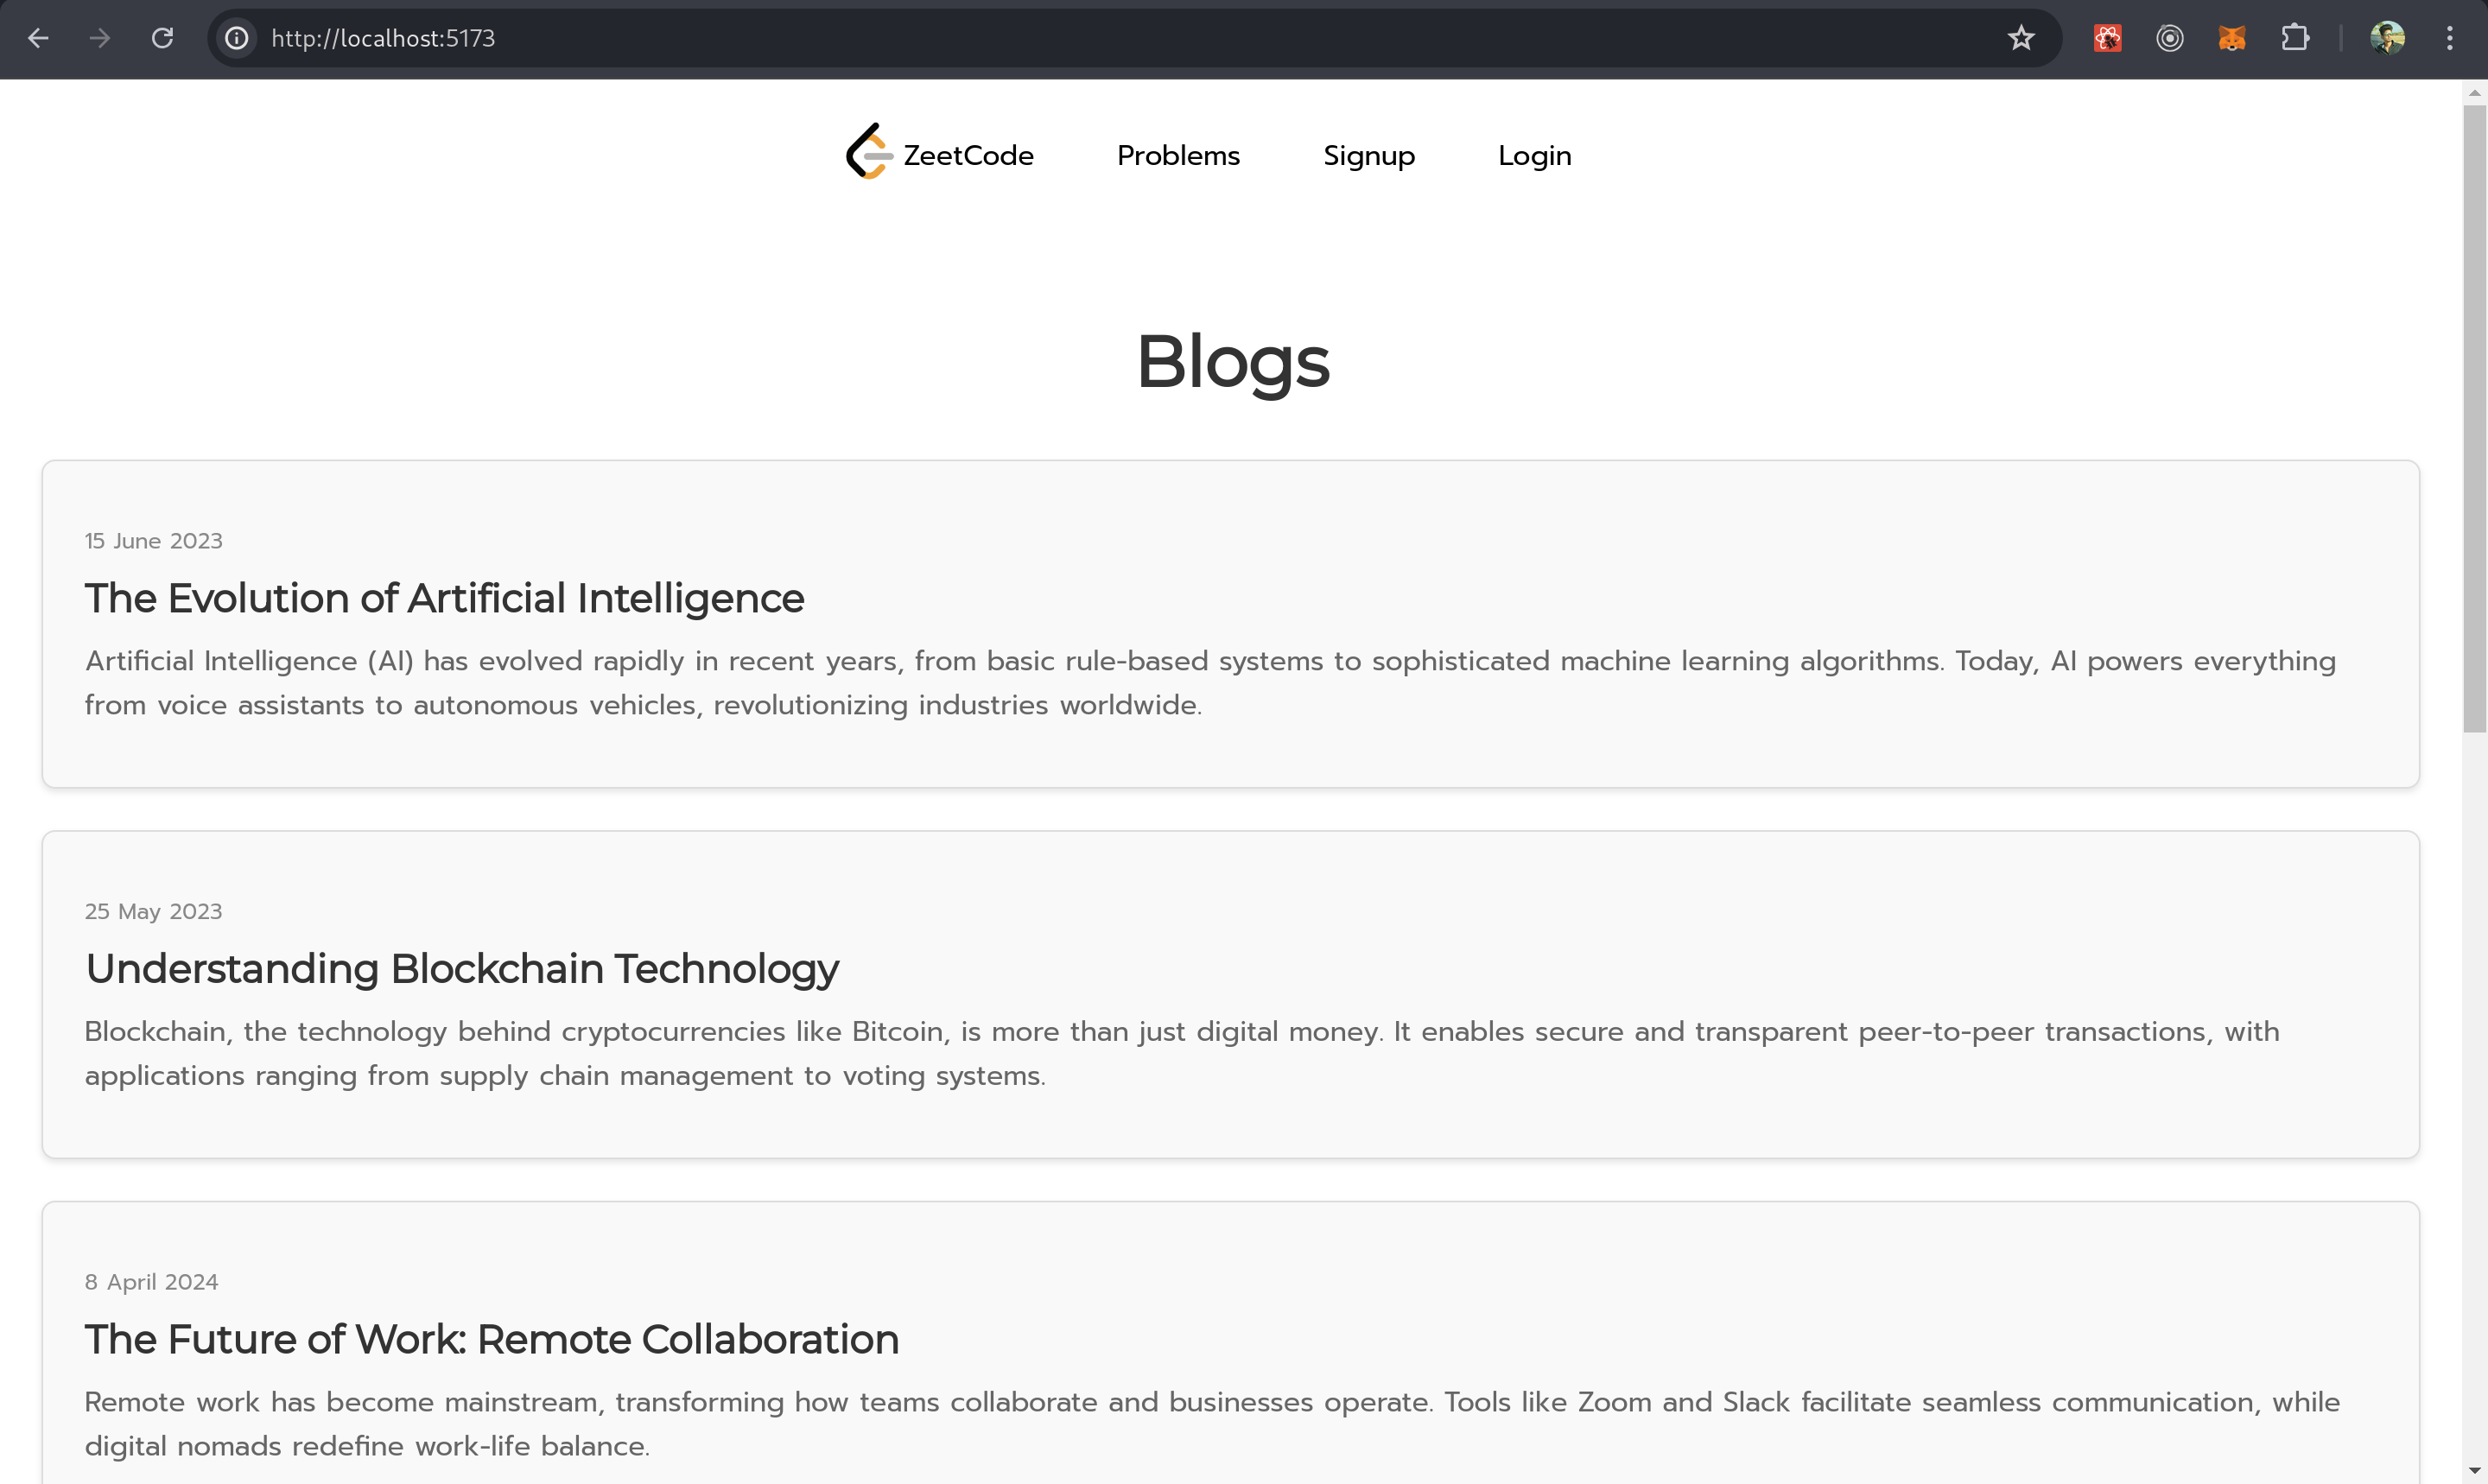 http://localhost:5173
ZeetCode Problems Signup Login
Blogs
15 June 2023
The Evolution of Artificial Intelligence
Artificial Intelligence (AI) has evolved rapidly in recent years, from basic rule-based systems to sophisticated machine learning algorithms. Today, AI powers everything
from voice assistants to autonomous vehicles, revolutionizing industries worldwide.
25 May 2023
Understanding Blockchain Technology
Blockchain, the technology behind cryptocurrencies like Bitcoin, is more than just digital money. It enables secure and transparent peer-to-peer transactions, with
applications ranging from supply chain management to voting systems.
8 April 2024
The Future of Work: Remote Collaboration
Remote work has become mainstream, transforming how teams collaborate and businesses operate. Tools like Zoom and Slack facilitate seamless communication, while
digital nomads redefine work-life balance.